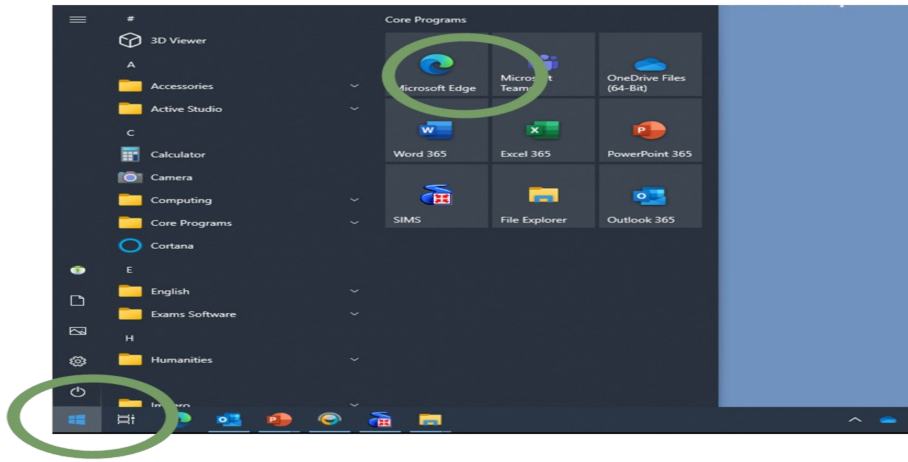 #
3D Viewer
A
Accessories
Active Studio
C
Calculator
Camera
Computing
Core Programs
Cortana
E
English
Exams Software
H
Humanities
Core Programs
Microsoft Edge
Microsoft
Teams
OneDrive Files
(64-Bit)
Word 365
Excel 365
PowerPoint 365
SIMS
File Explorer
Outlook 365